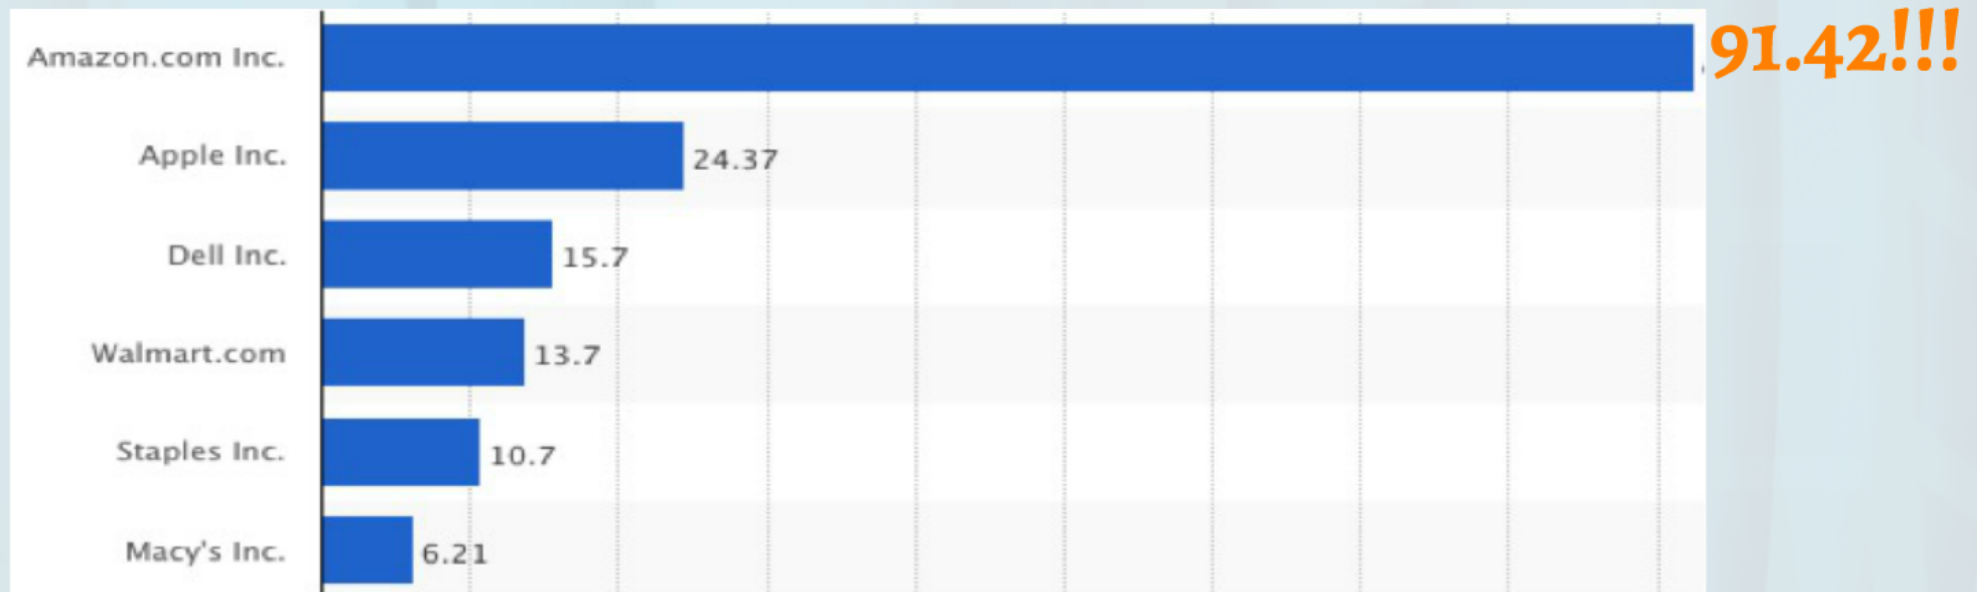 Amazon.com Inc. 91.42!!!
Apple Inc. 24.37
Dell Inc. 15.7
Walmart.com 13.7
Staples Inc. 10.7
Macy's Inc. 6.21